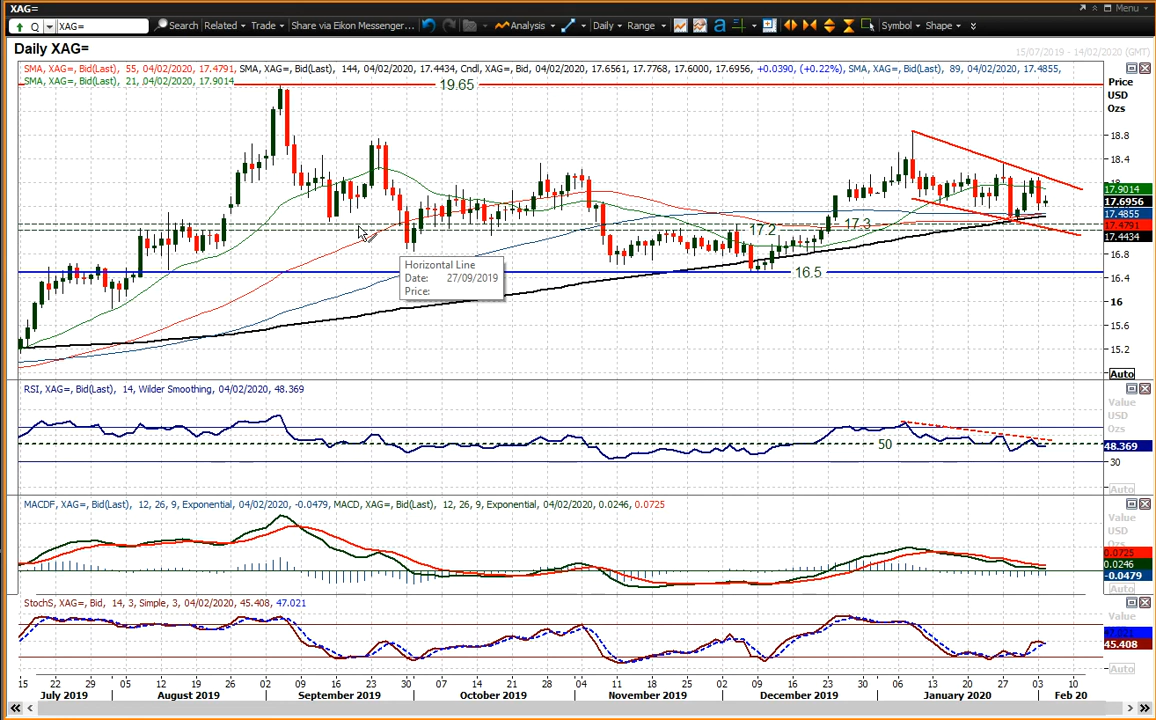 XAG=
Menu
Q XAG= Search Related Trade Share via Eikon Messenger... Analysis Daily Range a Symbol Shape
Daily XAG=
15/07/2019 - 14/02/2020 (GMT)
SMA, XAG=, Bid(Last), 55, 04/02/2020, 17.4791, SMA, XAG=, Bid(Last), 144, 04/02/2020, 17.4434, Cndl, XAG=, Bid, 04/02/2020, 17.6561, 17.7768, 17.6000, 17.6956, +0.0390, (+0.22%), SMA, XAG=, Bid(Last), 89, 04/02/2020, 17.4855,
SMA, XAG=, Bid(Last), 21, 04/02/2020, 17.9014
Price
USD
Ozs
19.65
18.8
18.4
18
17.9014
17.6956
17.4855
17.4791
17.4434
17.2
17.3
16.8
16.5
16.4
16
15.6
15.2
Auto
Horizontal Line
Date: 27/09/2019
Price:
RSI, XAG=, Bid(Last), 14, Wilder Smoothing, 04/02/2020, 48.369
Value
USD
Ozs
50
48.369
30
Auto
MACDF, XAG=, Bid(Last), 12, 26, 9, Exponential, 04/02/2020, -0.0479, MACD, XAG=, Bid(Last), 12, 26, 9, Exponential, 04/02/2020, 0.0246, 0.0725
Value
USD
Ozs
0.0725
0.0246
-0.0479
Auto
StochS, XAG=, Bid, 14, 3, Simple, 3, 04/02/2020, 45.408, 47.021
Value
47.021
45.408
Auto
15 22 29 05 12 19 26 02 09 16 23 30 07 14 21 28 04 11 18 25 02 09 16 23 30 06 13 20 27 03 10
July 2019 August 2019 September 2019 October 2019 November 2019 December 2019 January 2020 Feb 20